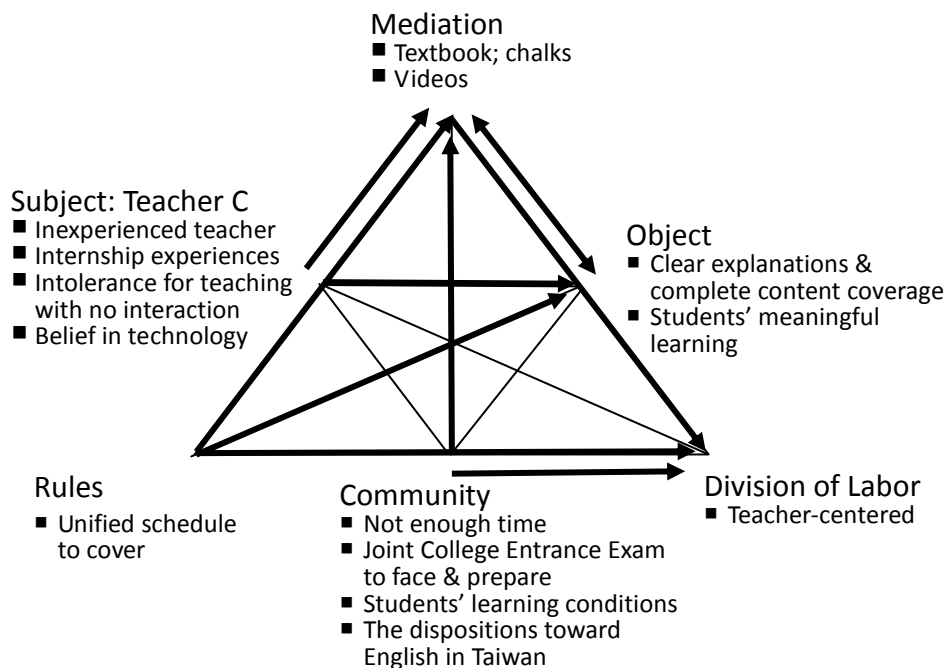 Mediation
■ Textbook; chalks
■ Videos
Subject: Teacher C
■ Inexperienced teacher
■ Internship experiences
■ Intolerance for teaching
with no interaction
■ Belief in technology
Object
■ Clear explanations &
complete content coverage
■ Students’ meaningful
learning
Rules
■ Unified schedule
to cover
Community
■ Not enough time
■ Joint College Entrance Exam
to face & prepare
■ Students’ learning conditions
■ The dispositions toward
English in Taiwan
Division of Labor
■ Teacher-centered